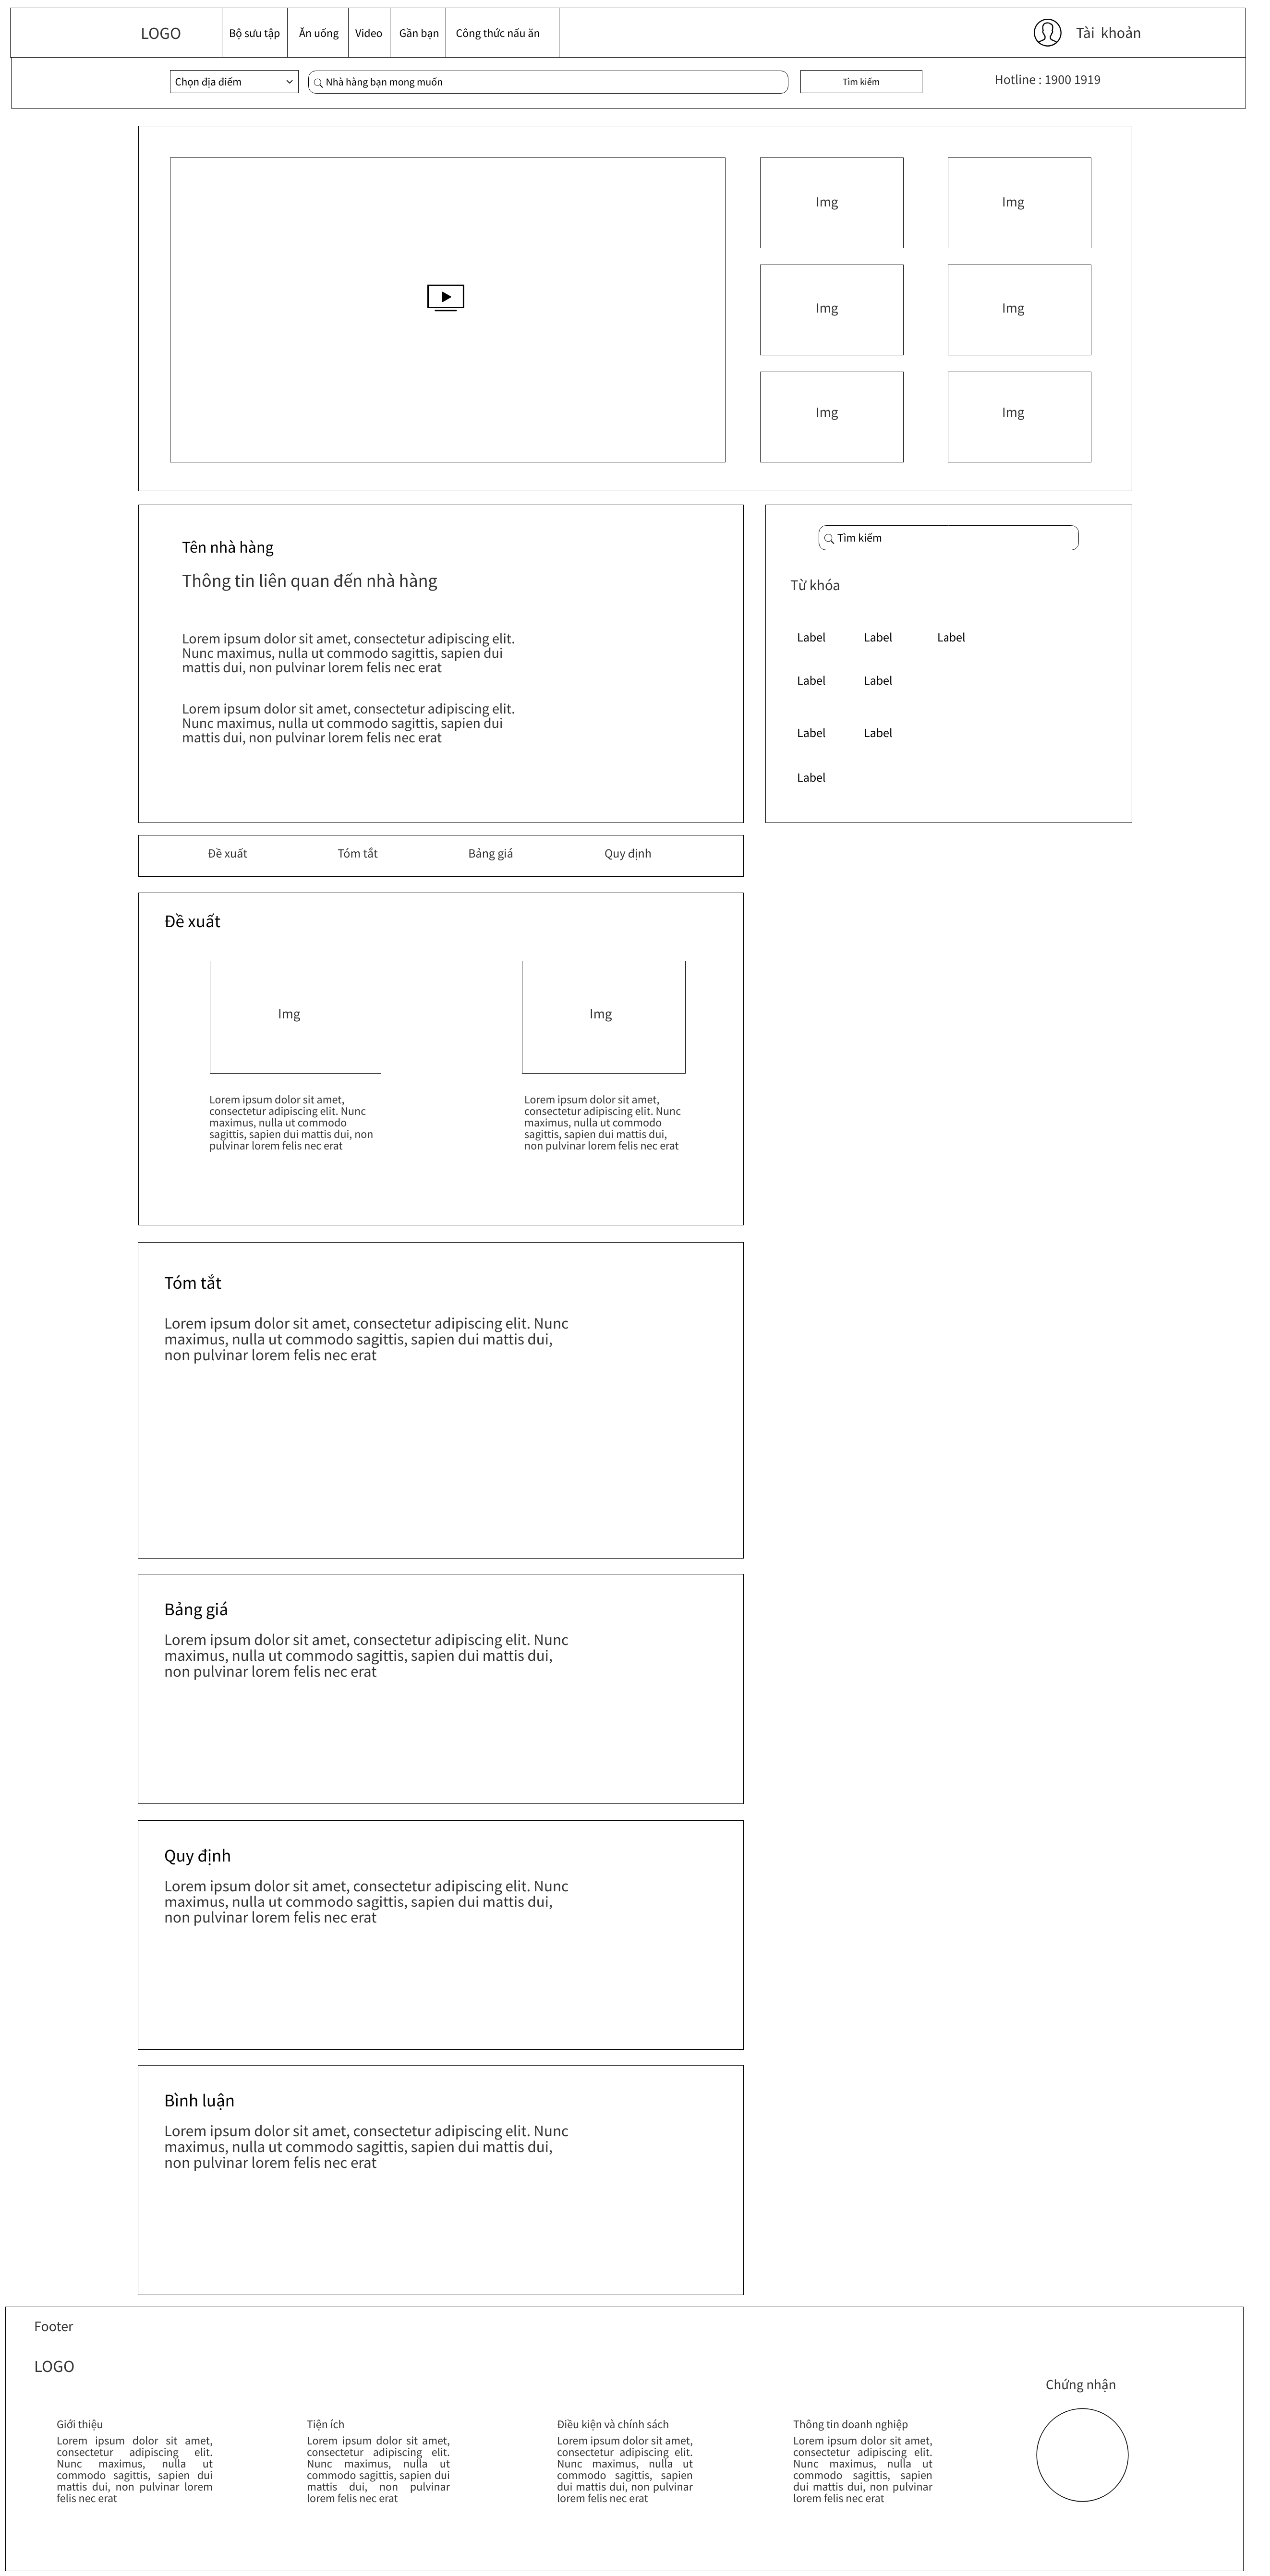 LOGO
Bộ sưu tập
Ăn uống
Video
Gần bạn
Công thức nấu ăn
Tài khoản
Chọn địa điểm
Nhà hàng bạn mong muốn
Tìm kiếm
Hotline : 1900 1919
Img
Img
Img
Img
Img
Img
Tên nhà hàng
Thông tin liên quan đến nhà hàng
Lorem ipsum dolor sit amet, consectetur adipiscing elit.
Nunc maximus, nulla ut commodo sagittis, sapien dui
mattis dui, non pulvinar lorem felis nec erat
Lorem ipsum dolor sit amet, consectetur adipiscing elit.
Nunc maximus, nulla ut commodo sagittis, sapien dui
mattis dui, non pulvinar lorem felis nec erat
Tìm kiếm
Từ khóa
Label
Label
Label
Label
Label
Label
Label
Label
Đề xuất
Tóm tắt
Bảng giá
Quy định
Đề xuất
Img
Img
Lorem ipsum dolor sit amet,
consectetur adipiscing elit. Nunc
maximus, nulla ut commodo
sagittis, sapien dui mattis dui, non
pulvinar lorem felis nec erat
Lorem ipsum dolor sit amet,
consectetur adipiscing elit. Nunc
maximus, nulla ut commodo
sagittis, sapien dui mattis dui,
non pulvinar lorem felis nec erat
Tóm tắt
Lorem ipsum dolor sit amet, consectetur adipiscing elit. Nunc
maximus, nulla ut commodo sagittis, sapien dui mattis dui,
non pulvinar lorem felis nec erat
Bảng giá
Lorem ipsum dolor sit amet, consectetur adipiscing elit. Nunc
maximus, nulla ut commodo sagittis, sapien dui mattis dui,
non pulvinar lorem felis nec erat
Quy định
Lorem ipsum dolor sit amet, consectetur adipiscing elit. Nunc
maximus, nulla ut commodo sagittis, sapien dui mattis dui,
non pulvinar lorem felis nec erat
Bình luận
Lorem ipsum dolor sit amet, consectetur adipiscing elit. Nunc
maximus, nulla ut commodo sagittis, sapien dui mattis dui,
non pulvinar lorem felis nec erat
Footer
LOGO
Giới thiệu
Lorem ipsum dolor sit amet,
consectetur adipiscing elit.
Nunc maximus, nulla ut
commodo sagittis, sapien dui
mattis dui, non pulvinar lorem
felis nec erat
Tiện ích
Lorem ipsum dolor sit amet,
consectetur adipiscing elit.
Nunc maximus, nulla ut
commodo sagittis, sapien dui
mattis dui, non pulvinar
lorem felis nec erat
Điều kiện và chính sách
Lorem ipsum dolor sit amet,
consectetur adipiscing elit.
Nunc maximus, nulla ut
commodo sagittis, sapien
dui mattis dui, non pulvinar
lorem felis nec erat
Thông tin doanh nghiệp
Lorem ipsum dolor sit amet,
consectetur adipiscing elit.
Nunc maximus, nulla ut
commodo sagittis, sapien
dui mattis dui, non pulvinar
lorem felis nec erat
Chứng nhận